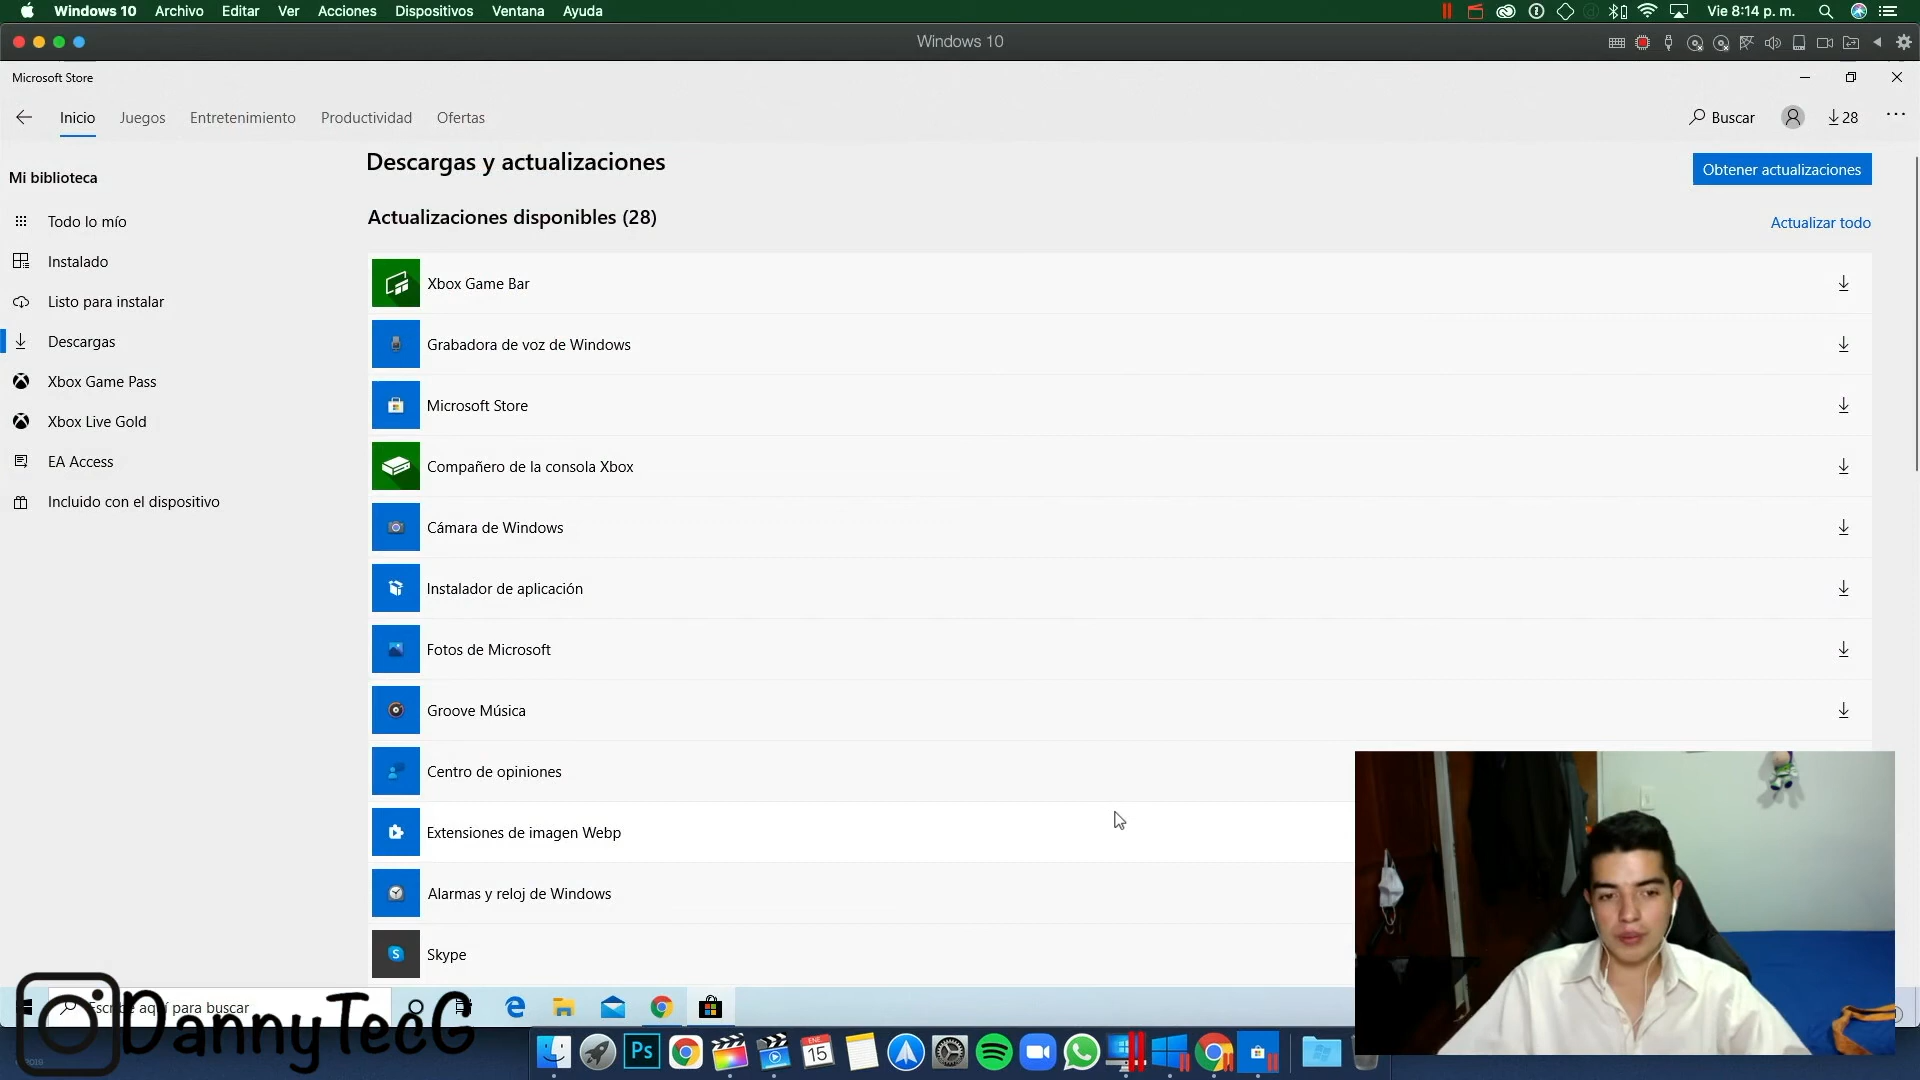 Windows 10 Archivo Editar Ver Acciones Dispositivos Ventana Ayuda Vie 8:14 p. m.
Windows 10
Microsoft Store
Inicio Juegos Entretenimiento Productividad Ofertas Buscar 28
Mi biblioteca
Todo lo mío
Instalado
Listo para instalar
Descargas
Xbox Game Pass
Xbox Live Gold
EA Access
Incluido con el dispositivo
Descargas y actualizaciones
Obtener actualizaciones
Actualizaciones disponibles (28)
Actualizar todo
Xbox Game Bar
Grabadora de voz de Windows
Microsoft Store
Compañero de la consola Xbox
Cámara de Windows
Instalador de aplicación
Fotos de Microsoft
Groove Música
Centro de opiniones
Extensiones de imagen Webp
Alarmas y reloj de Windows
Skype
aquí para buscar
DannyTecG
Ps
ENE
15